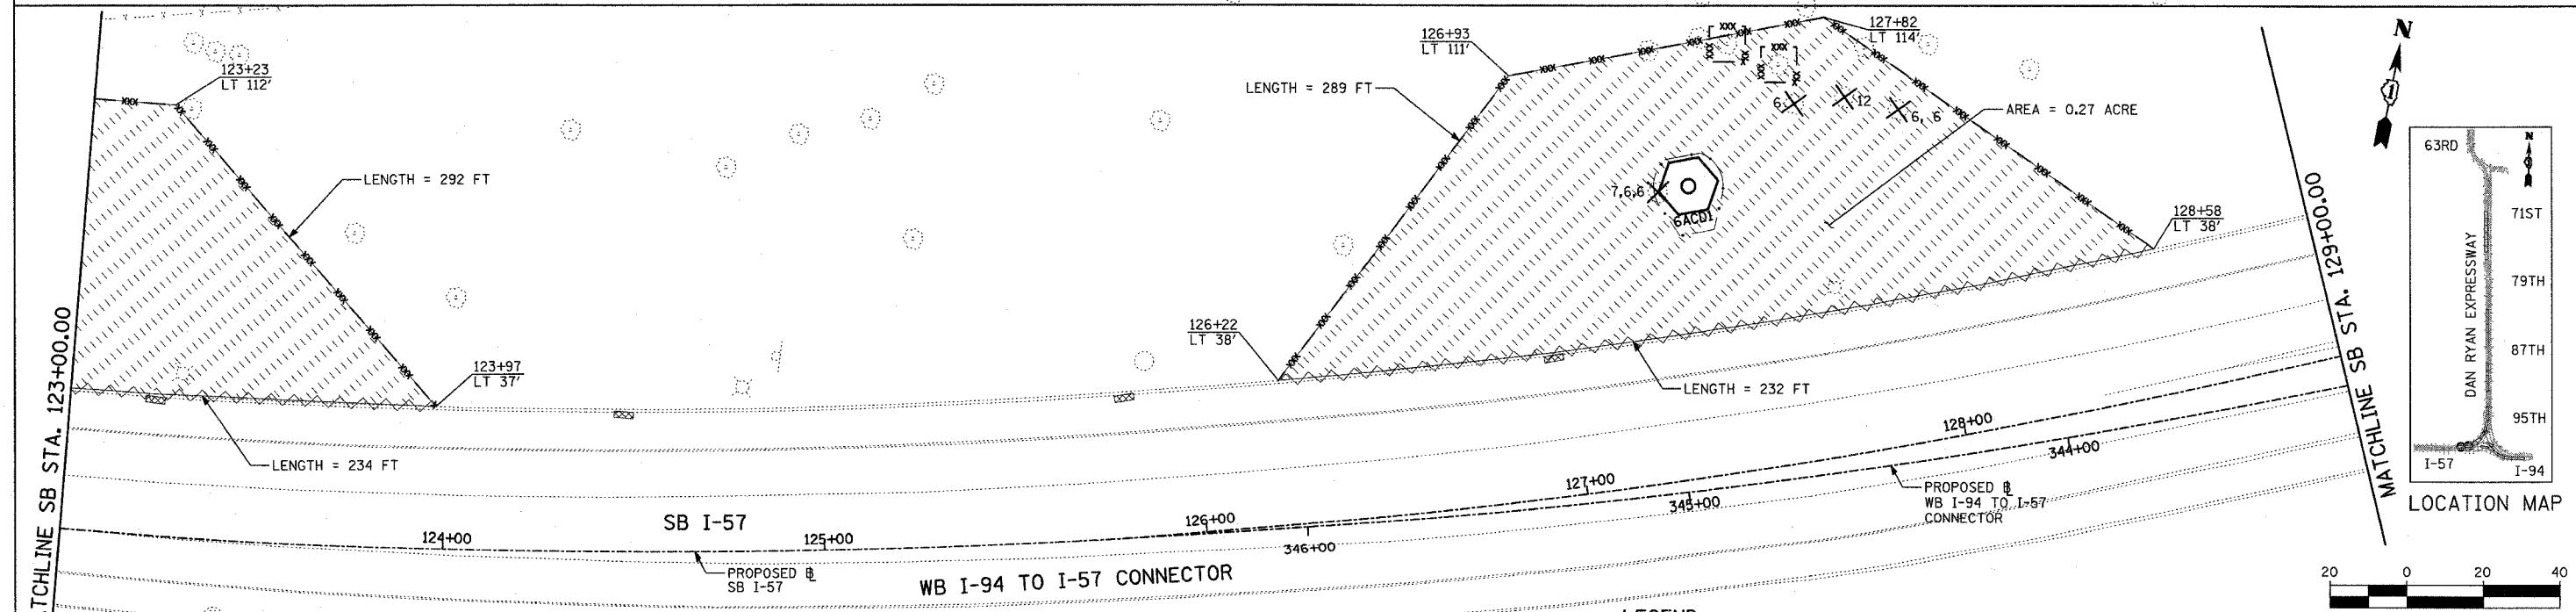 123+23
LT 112'
LENGTH = 292 FT
123+97
LT 37'
LENGTH = 234 FT
MATCHLINE SB STA. 123+00.00
TCHLINE SB
126+93
LT 111'
LENGTH = 289 FT
126+22
LT 38'
127+82
LT 114'
6
12
6, 6
7,6,6
6ACDI
AREA = 0.27 ACRE
128+58
LT 38'
LENGTH = 232 FT
MATCHLINE SB STA. 129+00.00
124+00
125+00
126+00
127+00
128+00
346+00
345+00
344+00
SB I-57
PROPOSED B
SB I-57
WB I-94 TO I-57 CONNECTOR
PROPOSED B
WB I-94 TO I-57
CONNECTOR
N
1
63RD
N
71ST
79TH
87TH
95TH
DAN RYAN EXPRESSWAY
I-57
I-94
LOCATION MAP
20 0 20 40